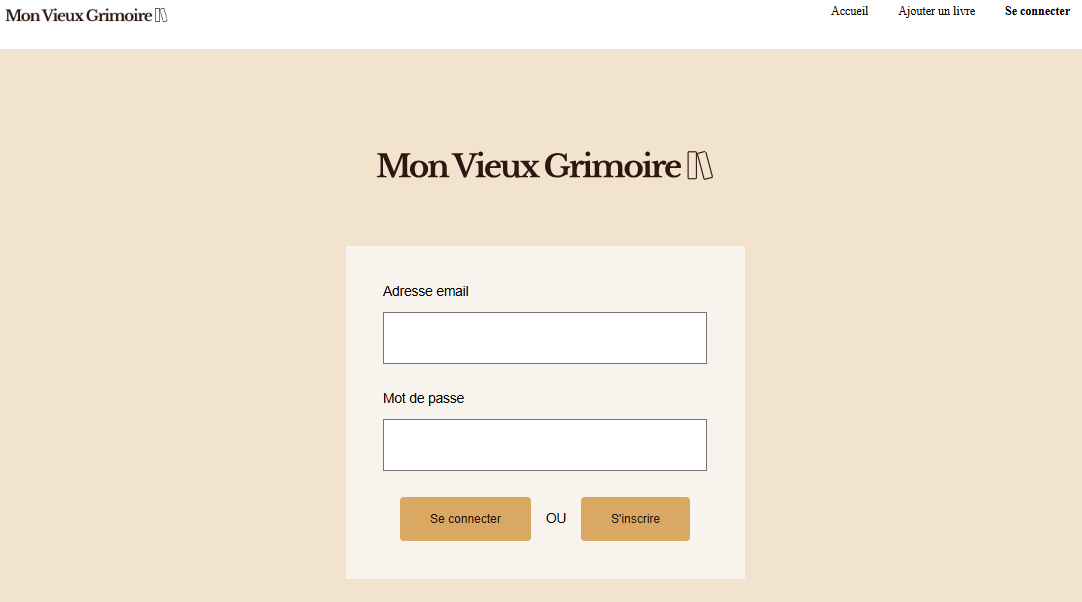 Mon Vieux Grimoire
Accueil Ajouter un livre Se connecter
Mon Vieux Grimoire
Adresse email
Mot de passe
Se connecter OU S'inscrire